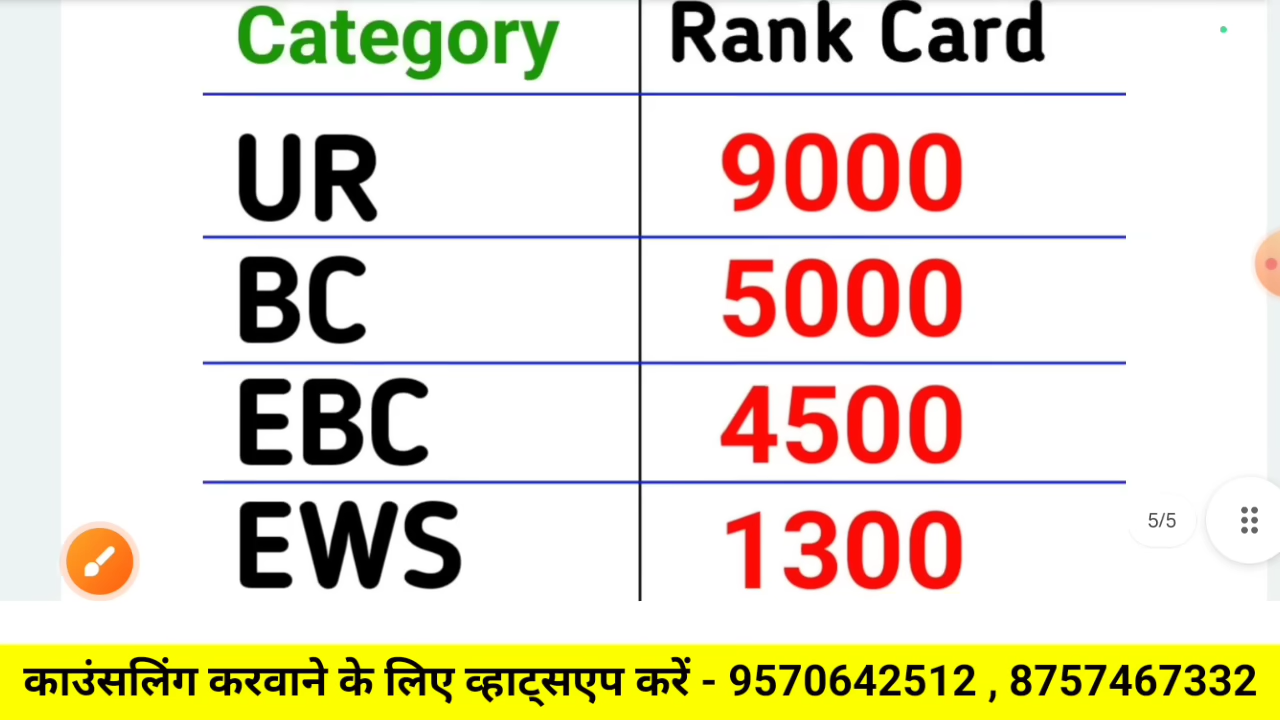 Category Rank Card
UR 9000
BC 5000
EBC 4500
EWS 1300
5/5
काउंसलिंग करवाने के लिए व्हाट्सएप करें - 9570642512 , 8757467332